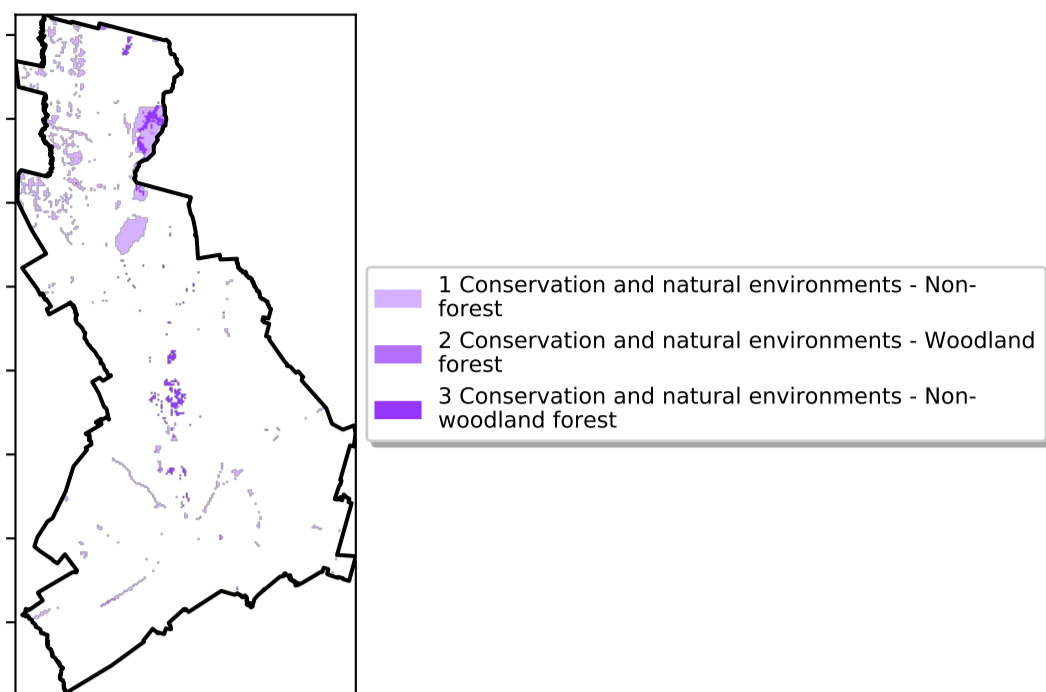 1 Conservation and natural environments - Non-
forest
2 Conservation and natural environments - Woodland
forest
3 Conservation and natural environments - Non-
woodland forest